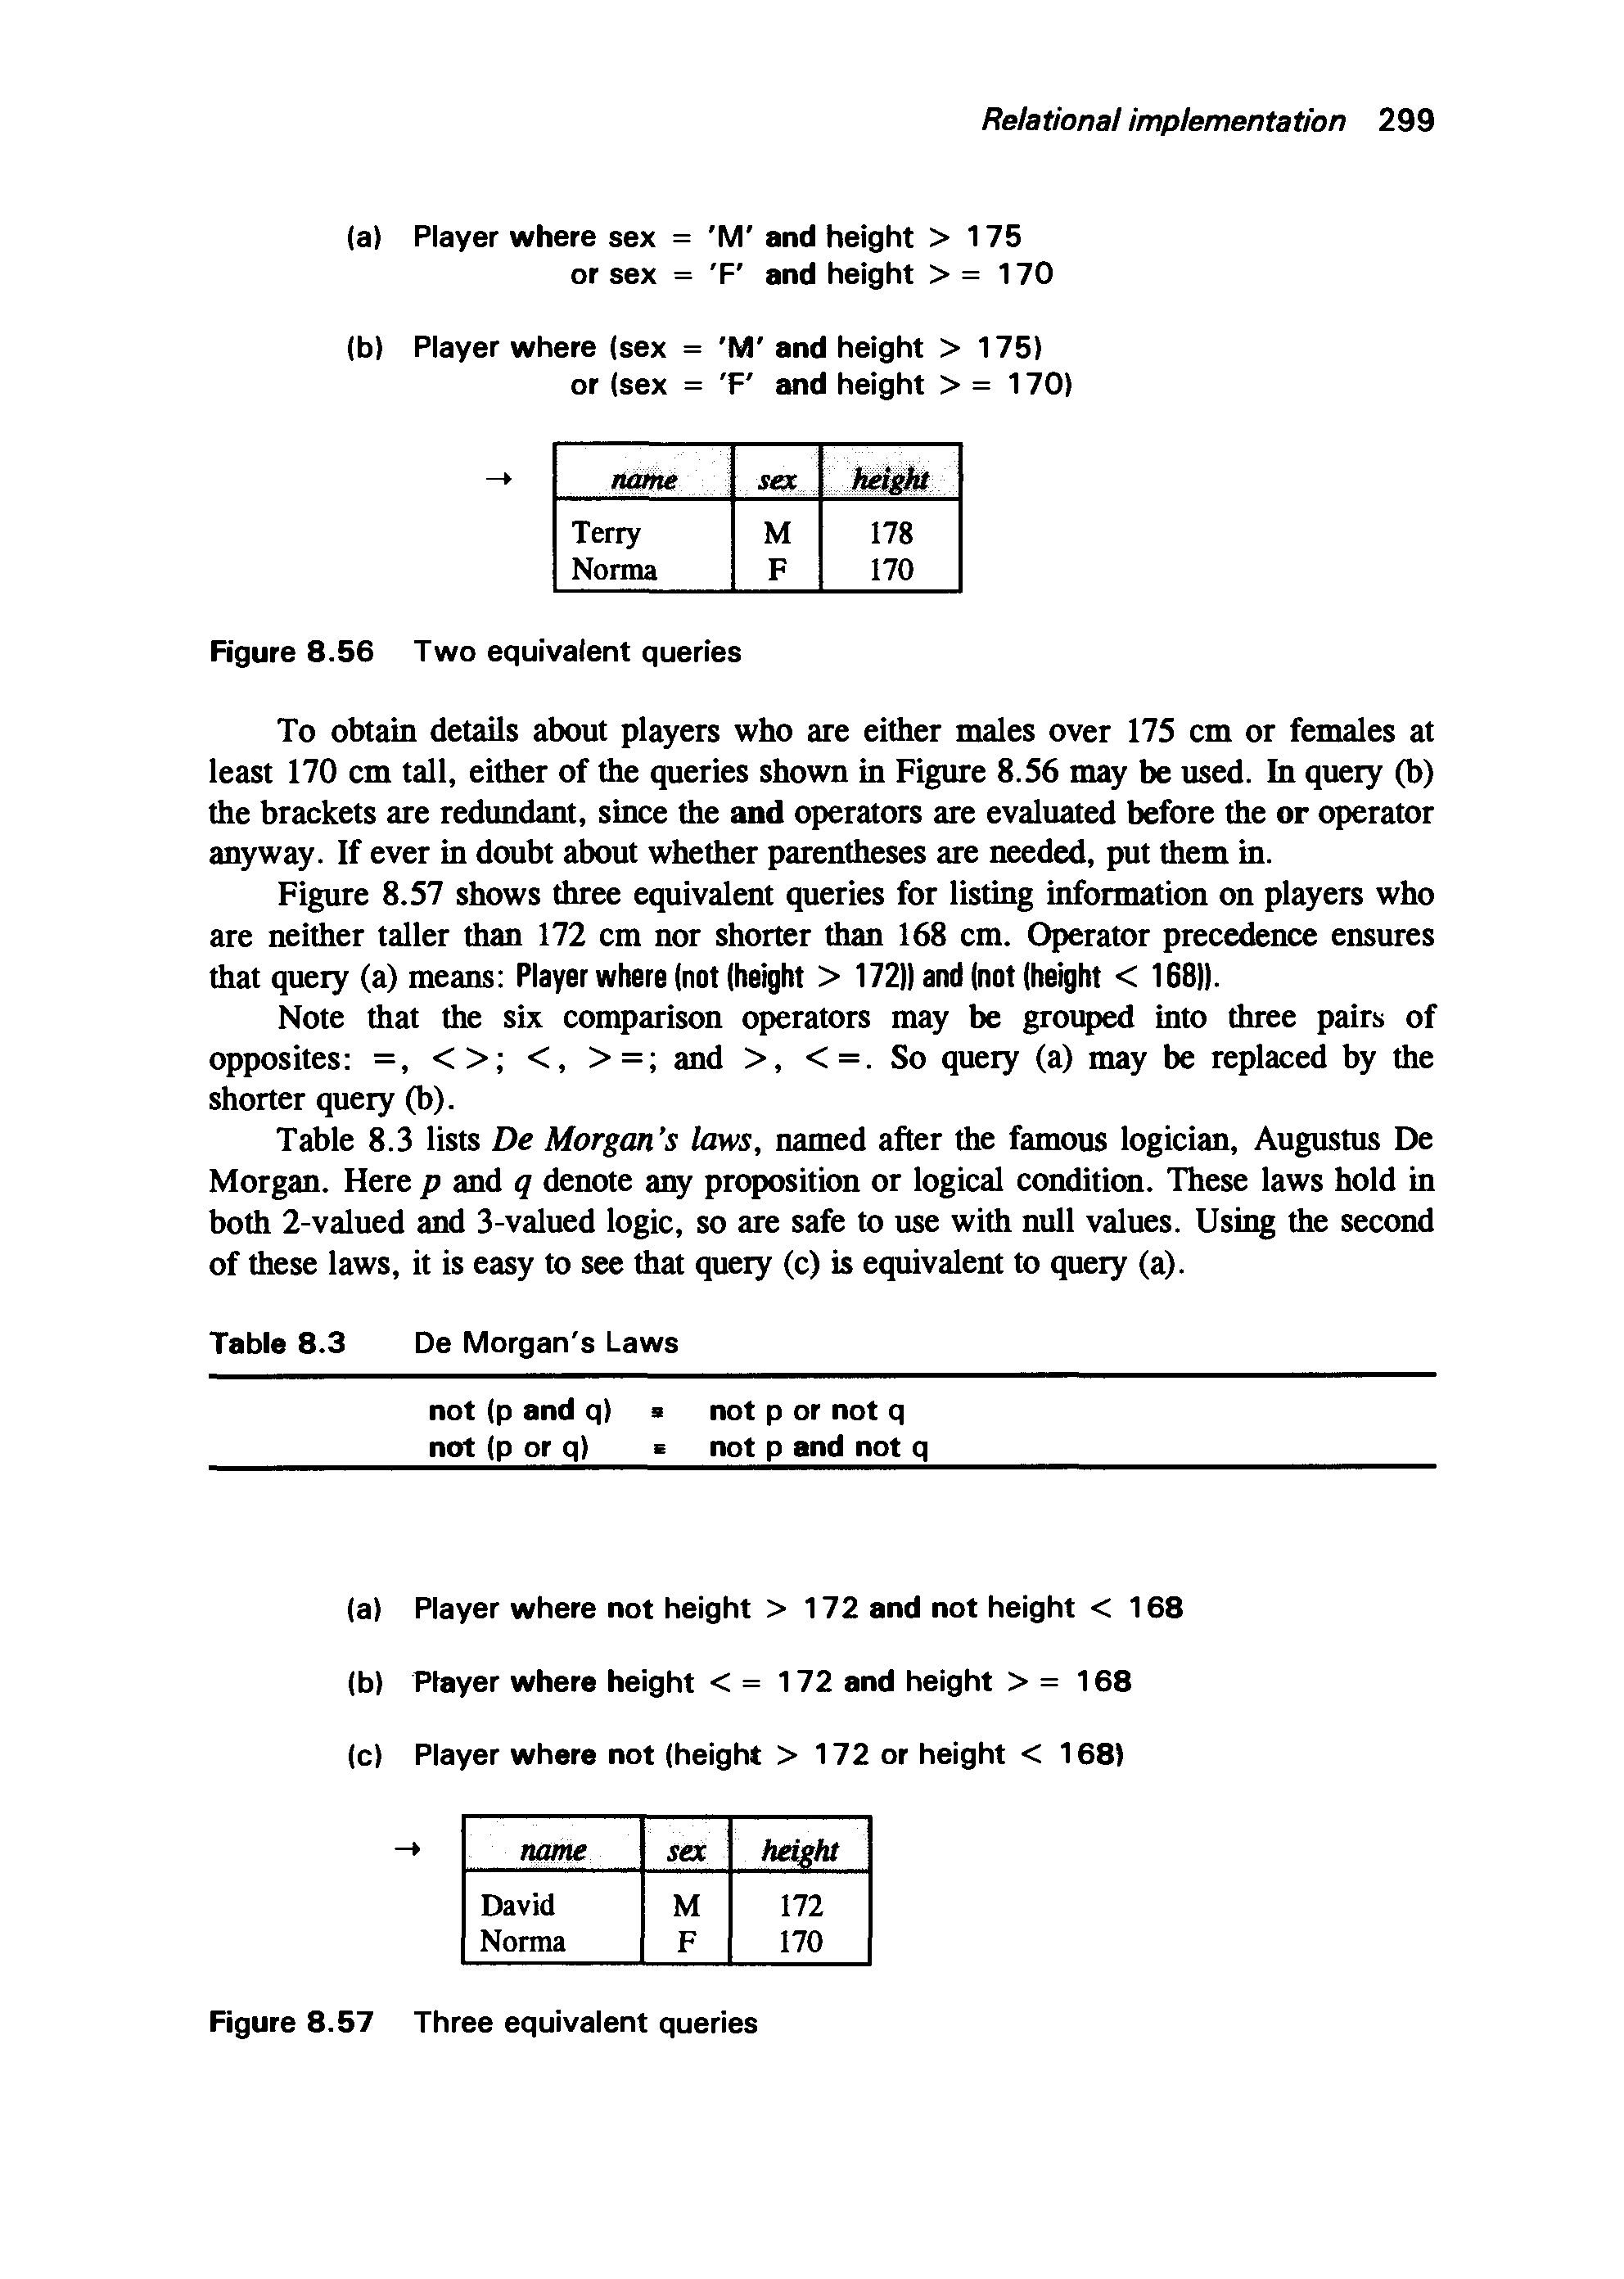 Relational implementation 299
(a) Player where sex = 'M' and height > 175
or sex = 'F' and height > = 170
(b) Player where (sex = 'M' and height > 175)
or (sex = 'F' and height > = 170)
→ name sex height
Terry M 178
Norma F 170
Figure 8.56 Two equivalent queries
To obtain details about players who are either males over 175 cm or females at
least 170 cm tall, either of the queries shown in Figure 8.56 may be used. In query (b)
the brackets are redundant, since the and operators are evaluated before the or operator
anyway. If ever in doubt about whether parentheses are needed, put them in.
Figure 8.57 shows three equivalent queries for listing information on players who
are neither taller than 172 cm nor shorter than 168 cm. Operator precedence ensures
that query (a) means: Player where (not (height > 172)) and (not (height < 168)).
Note that the six comparison operators may be grouped into three pairs of
opposites: =, < >; <, > =; and >, < =. So query (a) may be replaced by the
shorter query (b).
Table 8.3 lists De Morgan's laws, named after the famous logician, Augustus De
Morgan. Here p and q denote any proposition or logical condition. These laws hold in
both 2-valued and 3-valued logic, so are safe to use with null values. Using the second
of these laws, it is easy to see that query (c) is equivalent to query (a).
Table 8.3 De Morgan's Laws
not (p and q) ≡ not p or not q
not (p or q) ≡ not p and not q
(a) Player where not height > 172 and not height < 168
(b) Player where height < = 172 and height > = 168
(c) Player where not (height > 172 or height < 168)
→ name sex height
David M 172
Norma F 170
Figure 8.57 Three equivalent queries